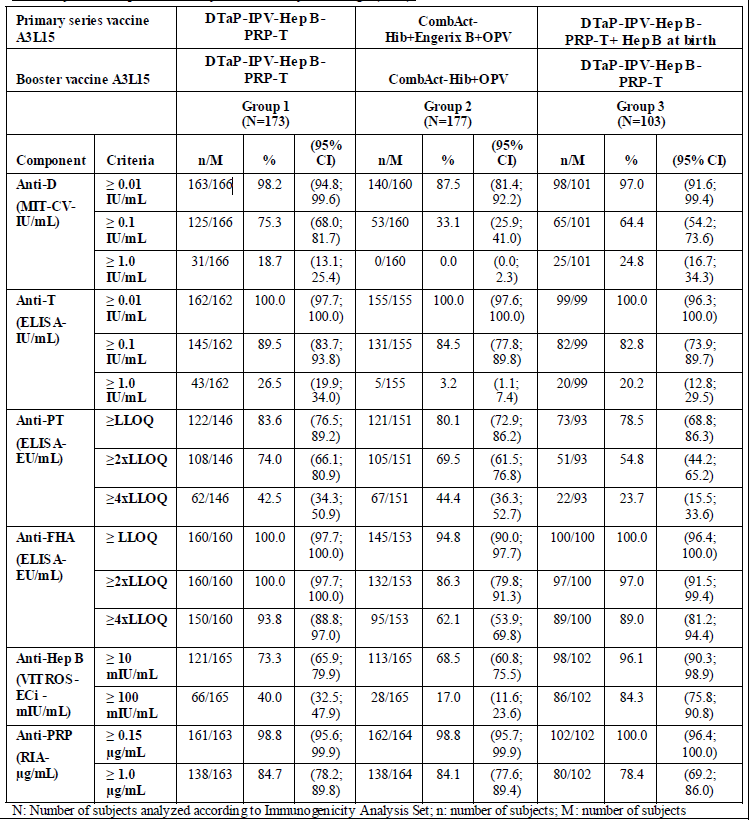 Primary series vaccine A3L15 DTaP-IPV-Hep B-PRP-T CombAct-Hib+Engerix B+OPV DTaP-IPV-Hep B-PRP-T+ Hep B at birth
Booster vaccine A3L15 DTaP-IPV-Hep B-PRP-T CombAct-Hib+OPV DTaP-IPV-Hep B-PRP-T
Group 1 (N=173) Group 2 (N=177) Group 3 (N=103)
Component Criteria n/M % (95% CI) n/M % (95% CI) n/M % (95% CI)
Anti-D (MIT-CV-IU/mL) ≥ 0.01 IU/mL 163/166 98.2 (94.8; 99.6) 140/160 87.5 (81.4; 92.2) 98/101 97.0 (91.6; 99.4)
≥ 0.1 IU/mL 125/166 75.3 (68.0; 81.7) 53/160 33.1 (25.9; 41.0) 65/101 64.4 (54.2; 73.6)
≥ 1.0 IU/mL 31/166 18.7 (13.1; 25.4) 0/160 0.0 (0.0; 2.3) 25/101 24.8 (16.7; 34.3)
Anti-T (ELISA-IU/mL) ≥ 0.01 IU/mL 162/162 100.0 (97.7; 100.0) 155/155 100.0 (97.6; 100.0) 99/99 100.0 (96.3; 100.0)
≥ 0.1 IU/mL 145/162 89.5 (83.7; 93.8) 131/155 84.5 (77.8; 89.8) 82/99 82.8 (73.9; 89.7)
≥ 1.0 IU/mL 43/162 26.5 (19.9; 34.0) 5/155 3.2 (1.1; 7.4) 20/99 20.2 (12.8; 29.5)
Anti-PT (ELISA-EU/mL) ≥LLOQ 122/146 83.6 (76.5; 89.2) 121/151 80.1 (72.9; 86.2) 73/93 78.5 (68.8; 86.3)
≥2xLLOQ 108/146 74.0 (66.1; 80.9) 105/151 69.5 (61.5; 76.8) 51/93 54.8 (44.2; 65.2)
≥4xLLOQ 62/146 42.5 (34.3; 50.9) 67/151 44.4 (36.3; 52.7) 22/93 23.7 (15.5; 33.6)
Anti-FHA (ELISA-EU/mL) ≥ LLOQ 160/160 100.0 (97.7; 100.0) 145/153 94.8 (90.0; 97.7) 100/100 100.0 (96.4; 100.0)
≥2xLLOQ 160/160 100.0 (97.7; 100.0) 132/153 86.3 (79.8; 91.3) 97/100 97.0 (91.5; 99.4)
≥4xLLOQ 150/160 93.8 (88.8; 97.0) 95/153 62.1 (53.9; 69.8) 89/100 89.0 (81.2; 94.4)
Anti-Hep B (VITROS-ECi - mIU/mL) ≥ 10 mIU/mL 121/165 73.3 (65.9; 79.9) 113/165 68.5 (60.8; 75.5) 98/102 96.1 (90.3; 98.9)
≥ 100 mIU/mL 66/165 40.0 (32.5; 47.9) 28/165 17.0 (11.6; 23.6) 86/102 84.3 (75.8; 90.8)
Anti-PRP (RIA-µg/mL) ≥ 0.15 µg/mL 161/163 98.8 (95.6; 99.9) 162/164 98.8 (95.7; 99.9) 102/102 100.0 (96.4; 100.0)
≥ 1.0 µg/mL 138/163 84.7 (78.2; 89.8) 138/164 84.1 (77.6; 89.4) 80/102 78.4 (69.2; 86.0)
N: Number of subjects analyzed according to Immunogenicity Analysis Set; n: number of subjects; M: number of subjects